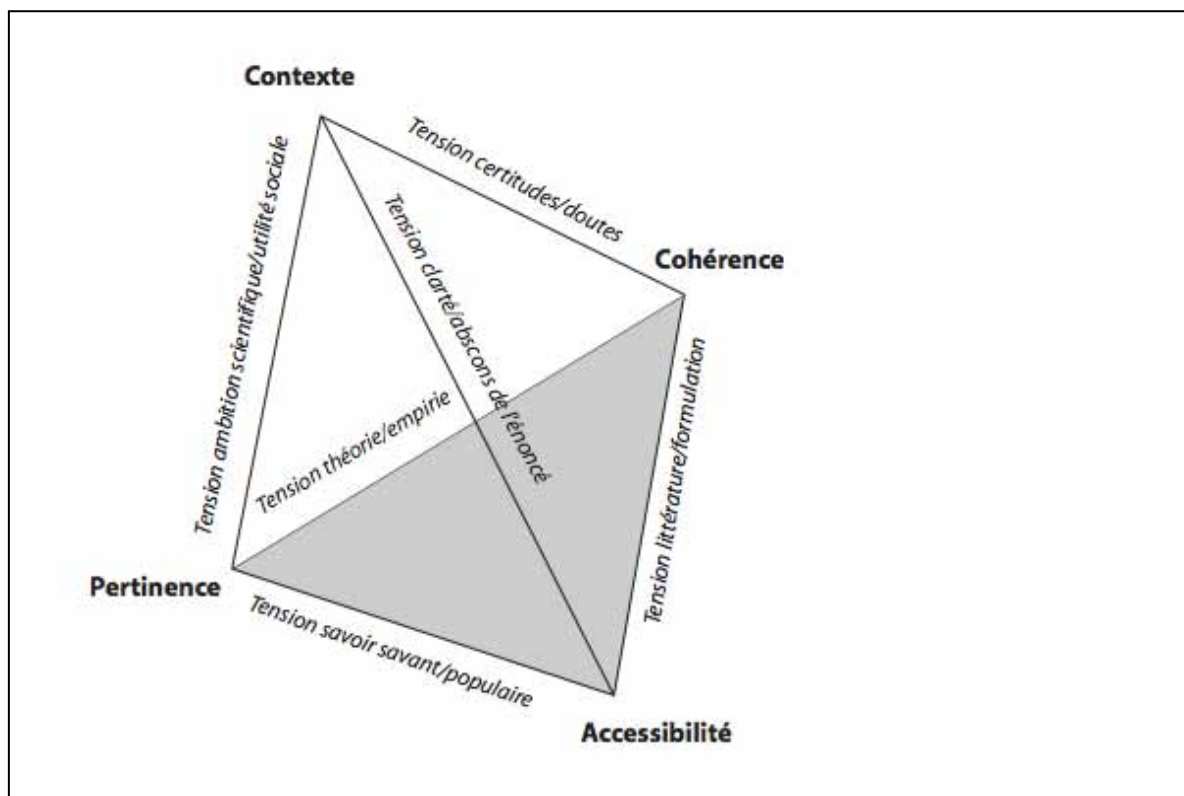 Contexte
Tension certitudes/doutes
Tension ambition scientifique/utilité sociale
Tension clarté/abscons de l'énoncé
Cohérence
Tension théorie/empirie
Tension littérature/formulation
Pertinence
Tension savoir savant/populaire
Accessibilité